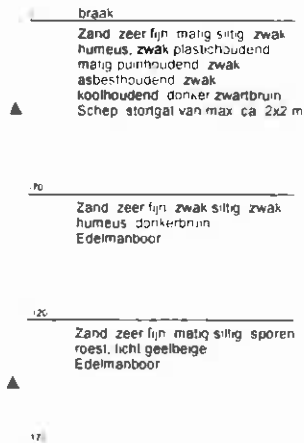 braak
Zand zeer fijn matig siltig zwak
humeus, zwak plastichoudend
matig puinhoudend zwak
asbesthoudend zwak
koolhoudend donker zwartbruin
Schep stortgat van max ca 2x2 m
70
Zand zeer fijn zwak siltig zwak
humeus donkerbruin
Edelmanboor
120
Zand zeer fijn matig siltig sporen
roest, licht geelbeige
Edelmanboor